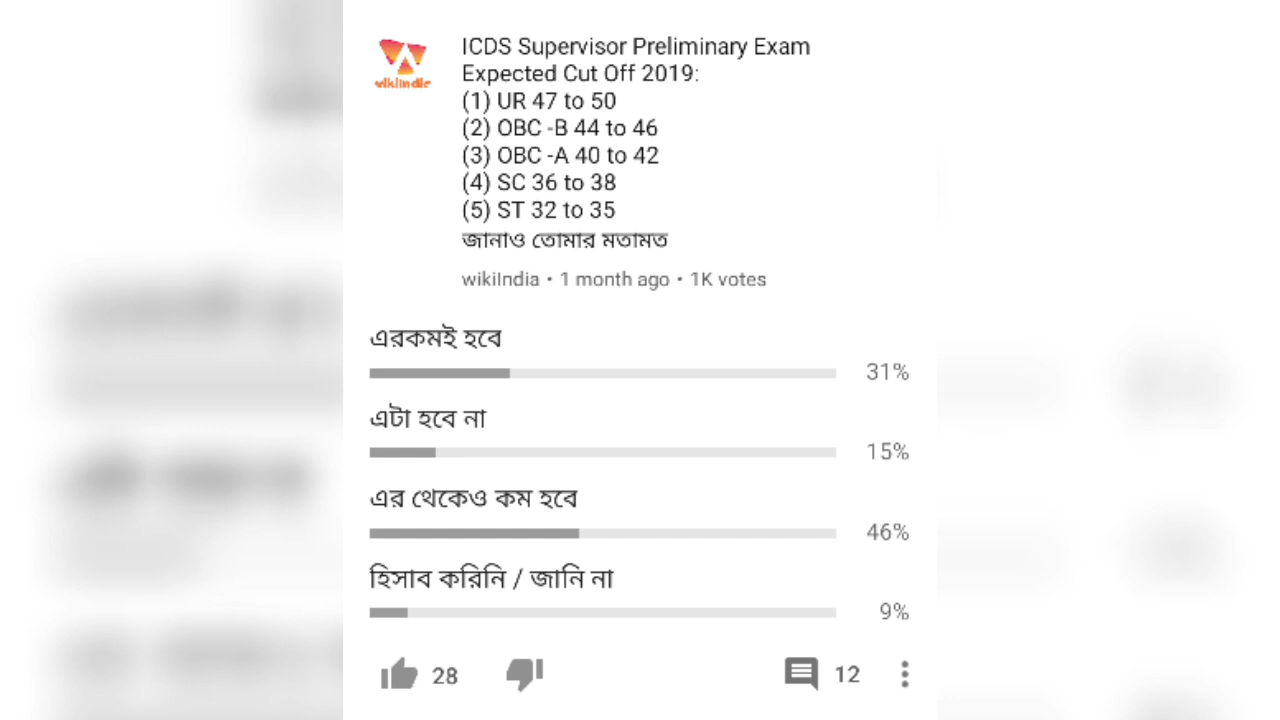 wikiIndia
ICDS Supervisor Preliminary Exam
Expected Cut Off 2019:
(1) UR 47 to 50
(2) OBC -B 44 to 46
(3) OBC -A 40 to 42
(4) SC 36 to 38
(5) ST 32 to 35
জানাও তোমার মতামত
wikiIndia • 1 month ago • 1K votes
এরকমই হবে
31%
এটা হবে না
15%
এর থেকেও কম হবে
46%
হিসাব করিনি / জানি না
9%
28
12